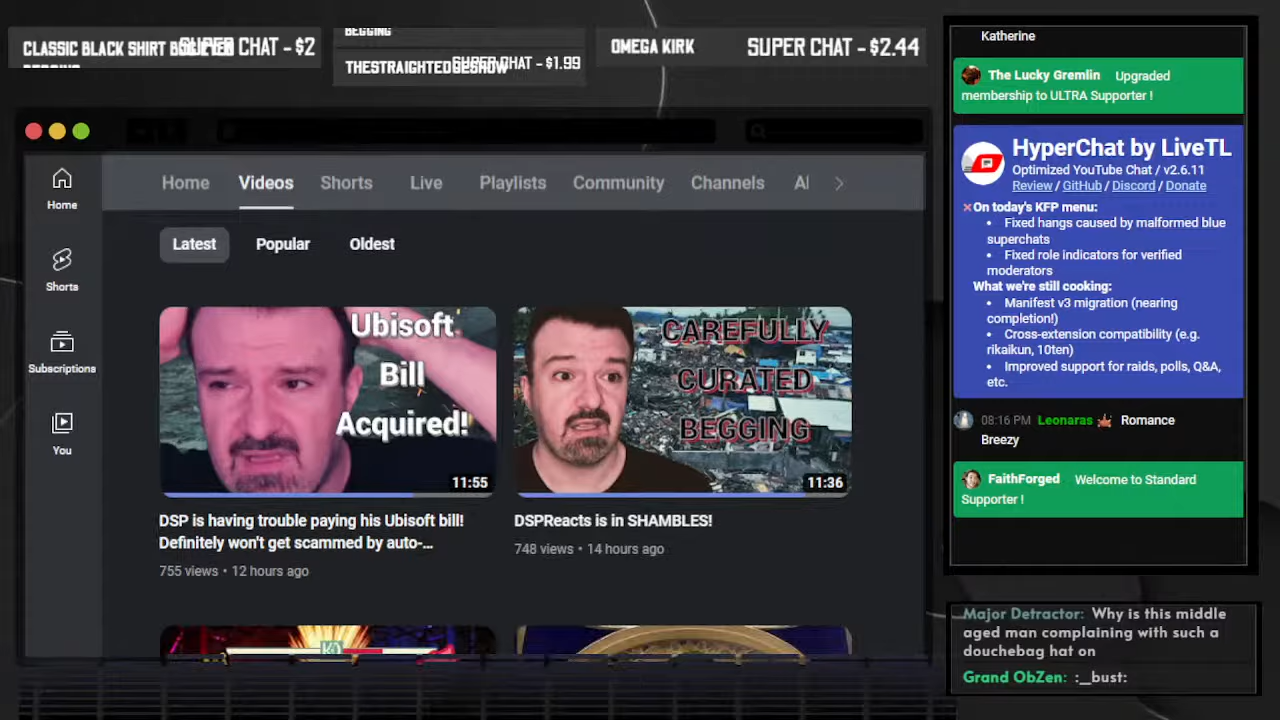 CLASSIC BLACK SHIRT
SUPER CHAT - $2
BEGGING
BEGGING
THESTRAIGHTEDGESHOW
SUPER CHAT - $1.99
OMEGA KIRK
SUPER CHAT - $2.44
Home
Videos
Shorts
Live
Playlists
Community
Channels
Latest
Popular
Oldest
Home
Shorts
Subscriptions
You
Ubisoft
Bill
Acquired!
11:55
CAREFULLY
CURATED
BEGGING
11:36
DSP is having trouble paying his Ubisoft bill!
Definitely won't get scammed by auto-...
755 views • 12 hours ago
DSPReacts is in SHAMBLES!
748 views • 14 hours ago
KO
Katherine
The Lucky Gremlin Upgraded
membership to ULTRA Supporter !
HyperChat by LiveTL
Optimized YouTube Chat / v2.6.11
Review / GitHub / Discord / Donate
On today's KFP menu:
• Fixed hangs caused by malformed blue
superchats
• Fixed role indicators for verified
moderators
What we're still cooking:
• Manifest v3 migration (nearing
completion!)
• Cross-extension compatibility (e.g.
rikaikun, 10ten)
• Improved support for raids, polls, Q&A,
etc.
08:16 PM Leonaras Romance
Breezy
FaithForged Welcome to Standard
Supporter !
Major Detractor: Why is this middle
aged man complaining with such a
douchebag hat on
Grand ObZen: :_bust: